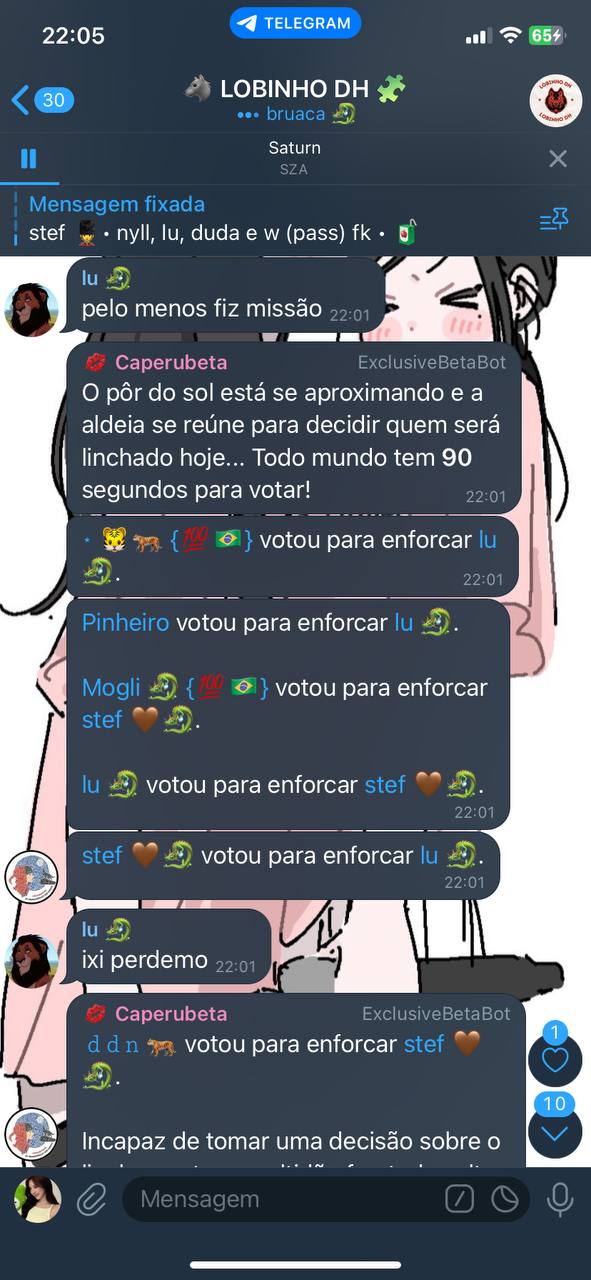 22:05
TELEGRAM
65
30
🐺 LOBINHO DH 🧩
••• bruaca 🐉
LOBINHO DH
LOBINHO DH
Saturn
SZA
Mensagem fixada
stef 💂 • nyll, lu, duda e w (pass) fk • 🧃
lu 🐉
pelo menos fiz missão 22:01
💋 Caperubeta ExclusiveBetaBot
O pôr do sol está se aproximando e a
aldeia se reúne para decidir quem será
linchado hoje... Todo mundo tem 90
segundos para votar! 22:01
⋆ 🐯 🐅 {💯 🇧🇷} votou para enforcar lu
🐉. 22:01
Pinheiro votou para enforcar lu 🐉.
Mogli 🐉 {💯 🇧🇷} votou para enforcar
stef 🤎🐉.
lu 🐉 votou para enforcar stef 🤎🐉.
22:01
stef 🤎🐉 votou para enforcar lu 🐉.
22:01
lu 🐉
ixi perdemo 22:01
💋 Caperubeta ExclusiveBetaBot
𝚍 𝚍 𝚗 🐅 votou para enforcar stef 🤎
🐉.
Incapaz de tomar uma decisão sobre o
1
10
Mensagem